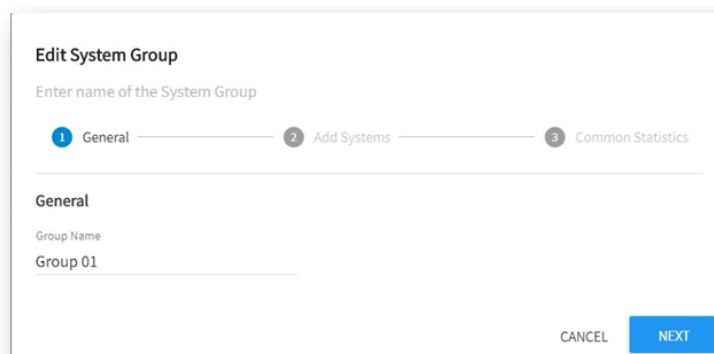 Edit System Group
Enter name of the System Group
1 General 2 Add Systems 3 Common Statistics
General
Group Name
Group 01
CANCEL NEXT